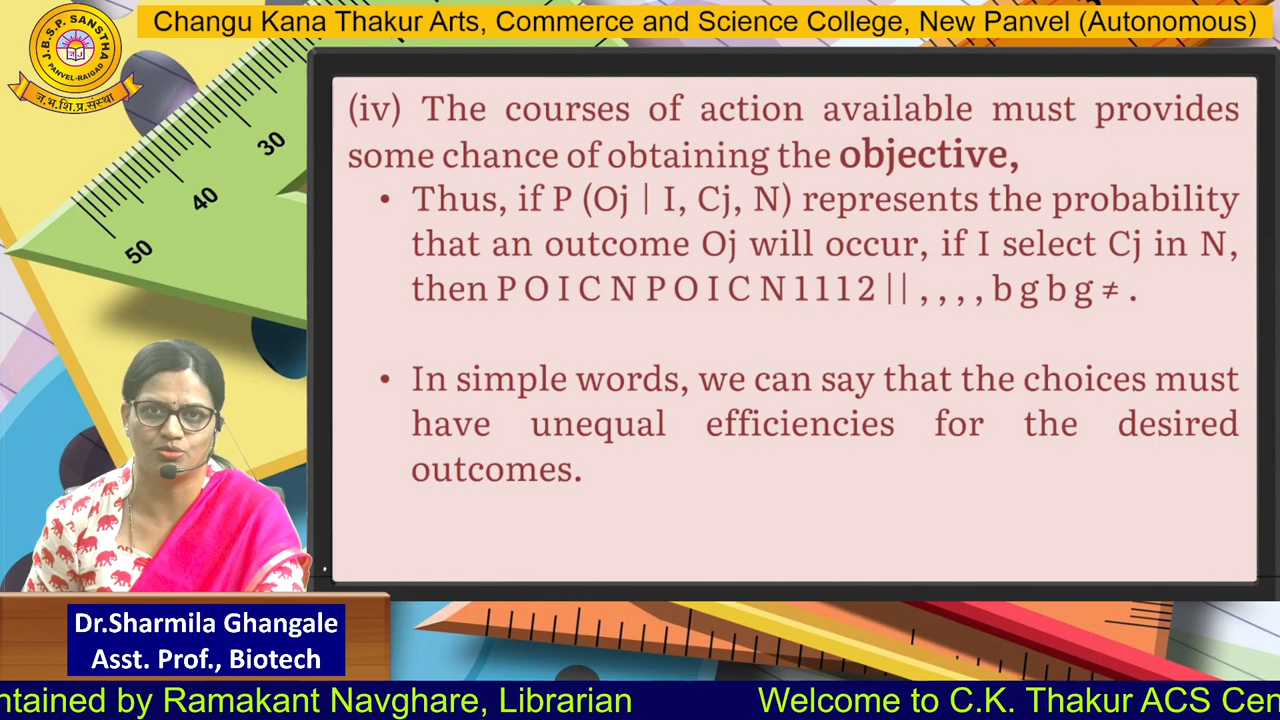 Changu Kana Thakur Arts, Commerce and Science College, New Panvel (Autonomous)
J.B.S.P. SANSTHA
PANVEL-RAIGAD
ज.भ.शि.प्र.संस्था
30
40
50
(iv) The courses of action available must provides
some chance of obtaining the objective,
• Thus, if P (Oj | I, Cj, N) represents the probability
that an outcome Oj will occur, if I select Cj in N,
then P O I C N P O I C N 1 1 1 2 | | , , , , b g b g ≠ .
• In simple words, we can say that the choices must
have unequal efficiencies for the desired
outcomes.
Dr.Sharmila Ghangale
Asst. Prof., Biotech
ntained by Ramakant Navghare, Librarian Welcome to C.K. Thakur ACS Cen